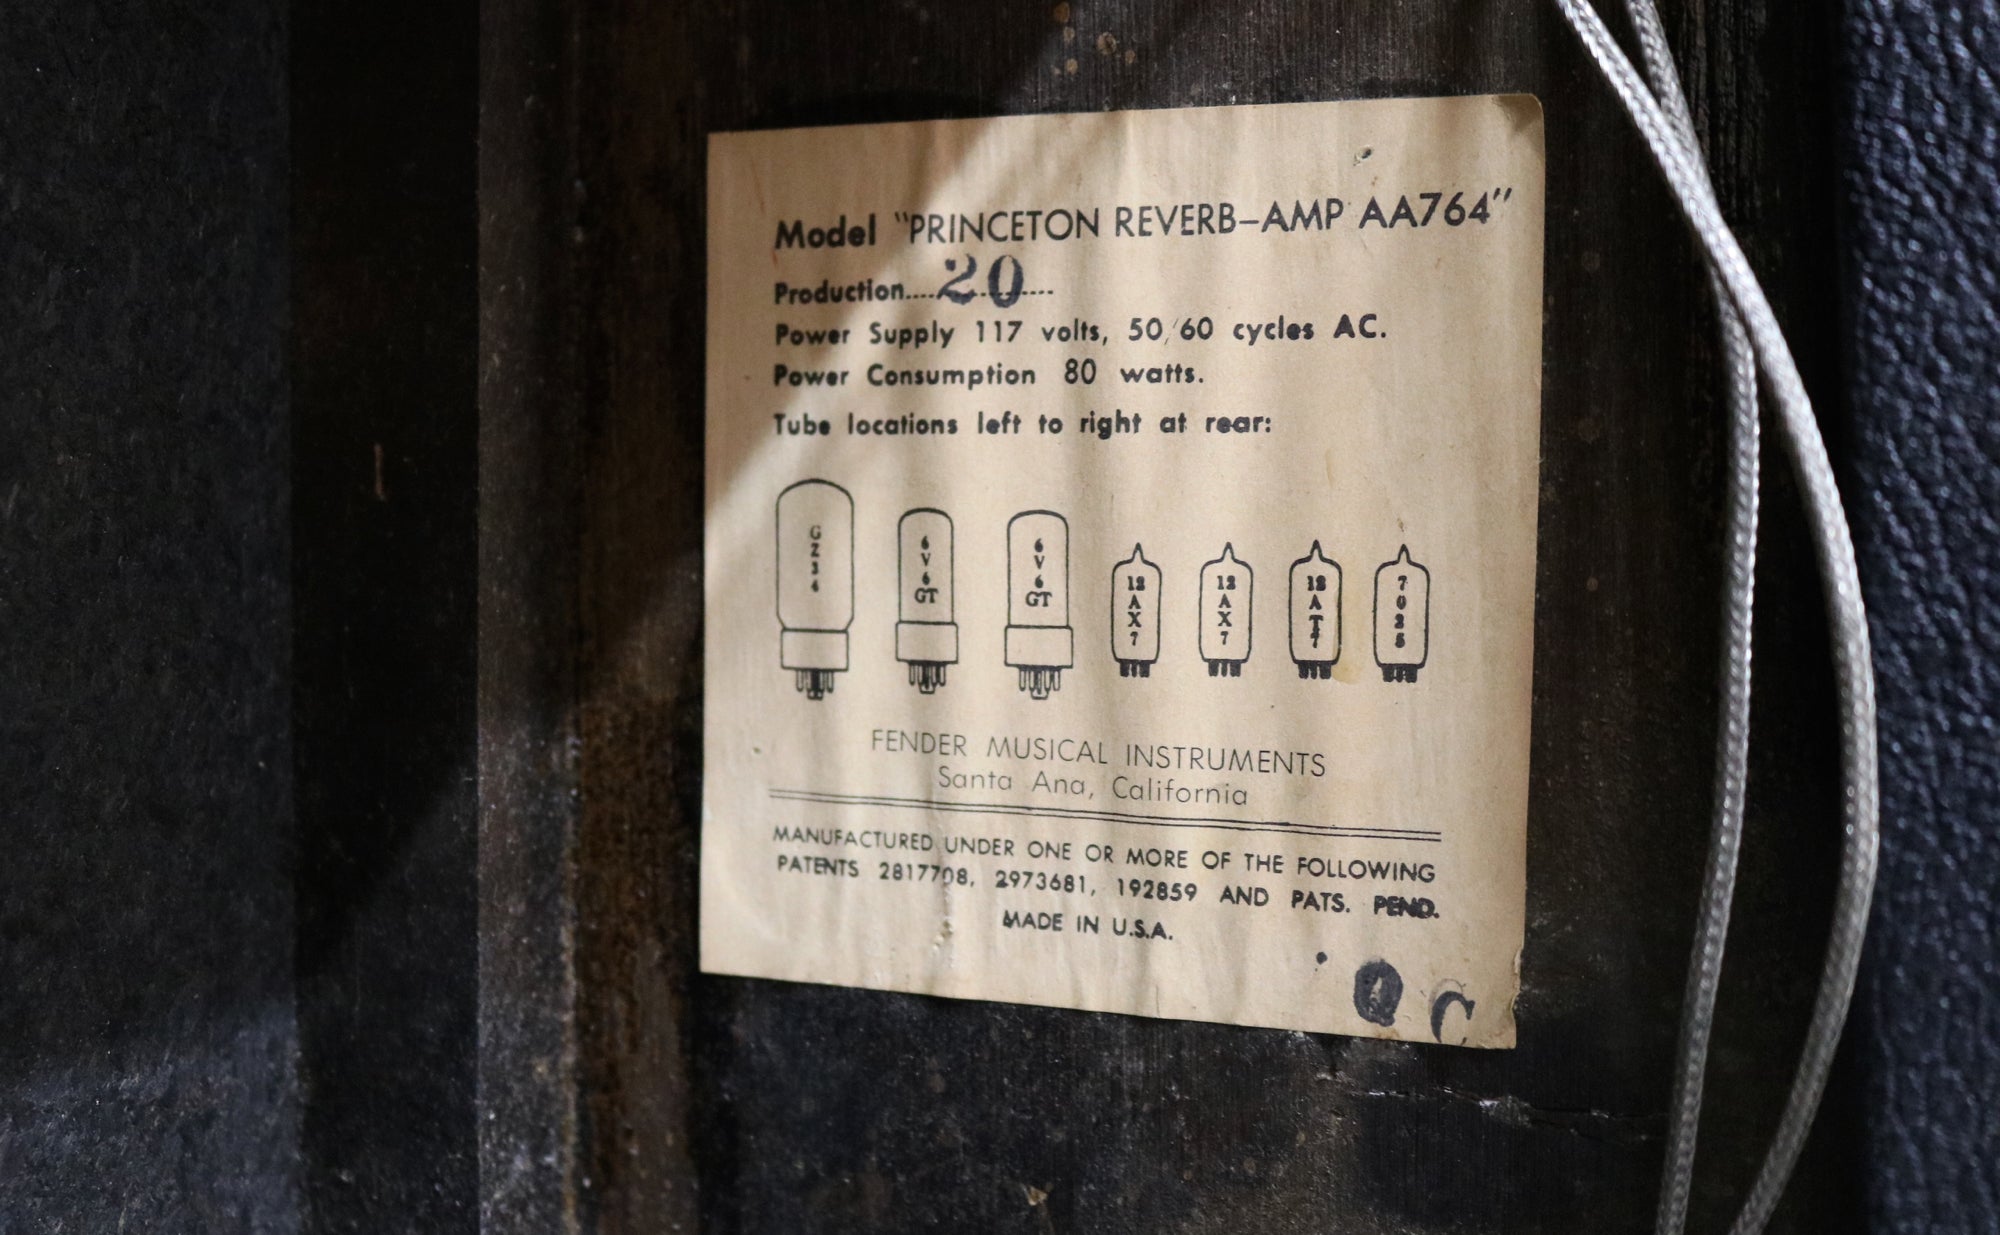 Model "PRINCETON REVERB-AMP AA764"
Production....20....
Power Supply 117 volts, 50/60 cycles AC.
Power Consumption 80 watts.
Tube locations left to right at rear:
GZ34 6V6GT 6V6GT 12AX7 12AX7 12AT7 7025
FENDER MUSICAL INSTRUMENTS
Santa Ana, California
MANUFACTURED UNDER ONE OR MORE OF THE FOLLOWING
PATENTS 2817708, 2973681, 192859 AND PATS. PEND.
MADE IN U.S.A.
Q C